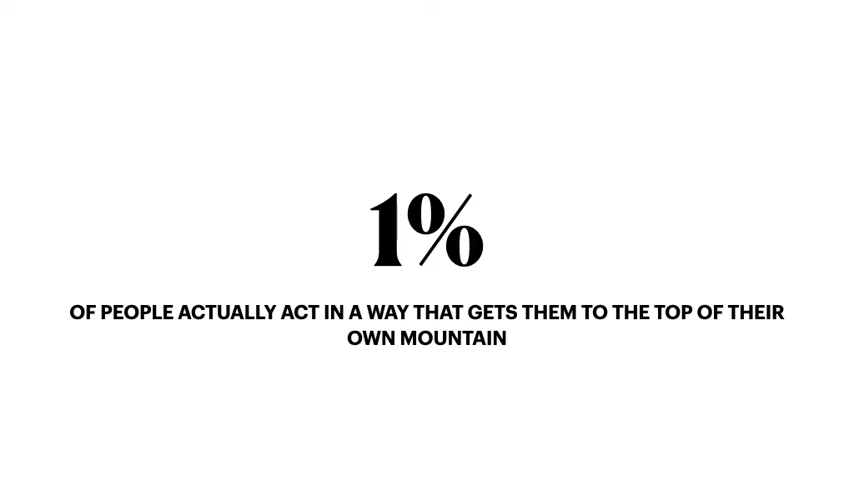 1%
OF PEOPLE ACTUALLY ACT IN A WAY THAT GETS THEM TO THE TOP OF THEIR
OWN MOUNTAIN